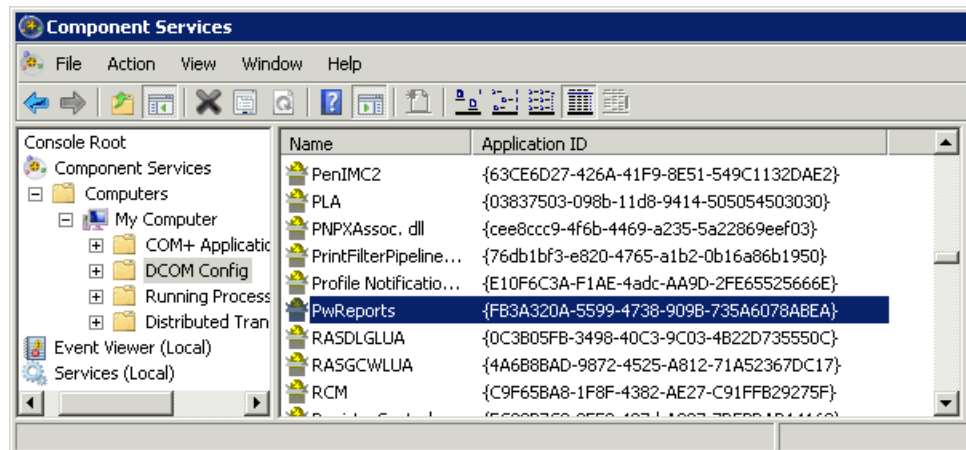 Component Services
File Action View Window Help
Console Root
Component Services
Computers
My Computer
COM+ Applicatic
DCOM Config
Running Process
Distributed Tran
Event Viewer (Local)
Services (Local)
Name Application ID
PenIMC2 {63CE6D27-426A-41F9-8E51-549C1132DAE2}
PLA {03837503-098b-11d8-9414-505054503030}
PNPXAssoc. dll {cee8ccc9-4f6b-4469-a235-5a22869eef03}
PrintFilterPipeline... {76db1bf3-e820-4765-a1b2-0b16a86b1950}
Profile Notificatio... {E10F6C3A-F1AE-4adc-AA9D-2FE65525666E}
PwReports {FB3A320A-5599-4738-909B-735A6078ABEA}
RASDLGLUA {0C3B05FB-3498-40C3-9C03-4B22D735550C}
RASGCWLUA {4A6B8BAD-9872-4525-A812-71A52367DC17}
RCM {C9F65BA8-1F8F-4382-AE27-C91FFB29275F}